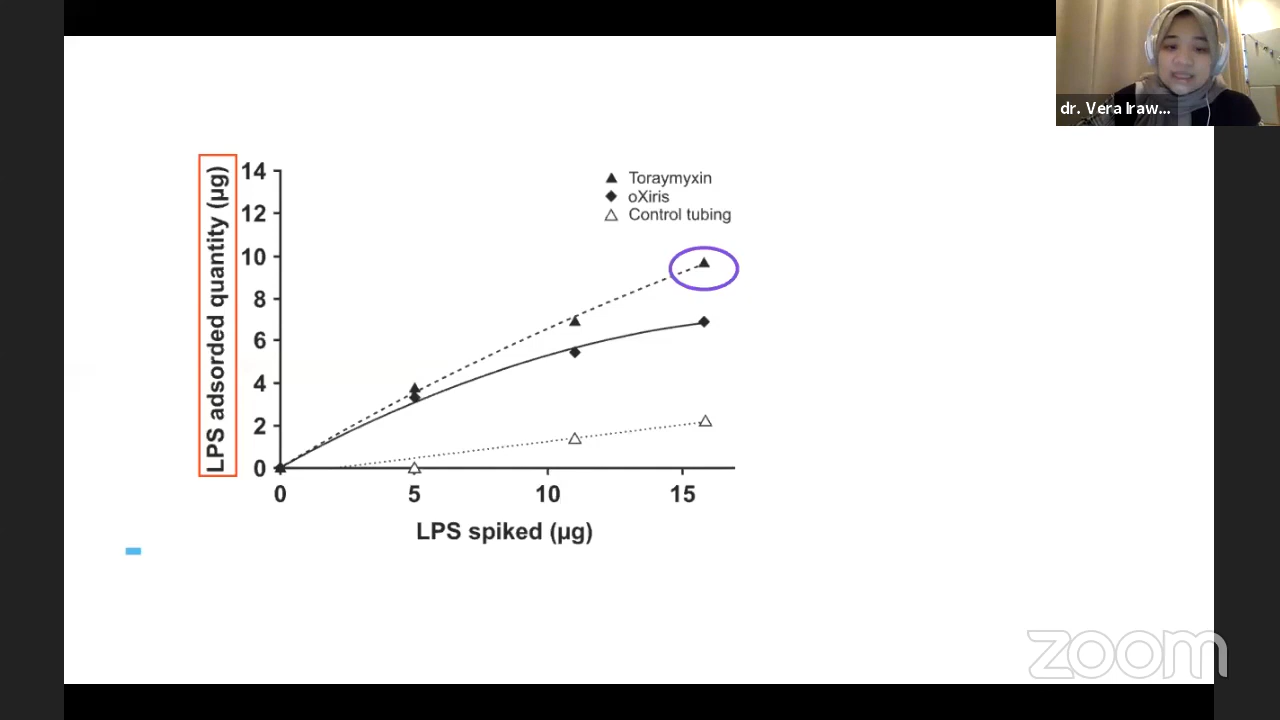 dr. Vera Iraw...
LPS adsorded quantity (µg)
14
12
10
8
6
4
2
0
Toraymyxin
oXiris
Control tubing
0 5 10 15
LPS spiked (µg)
zoom